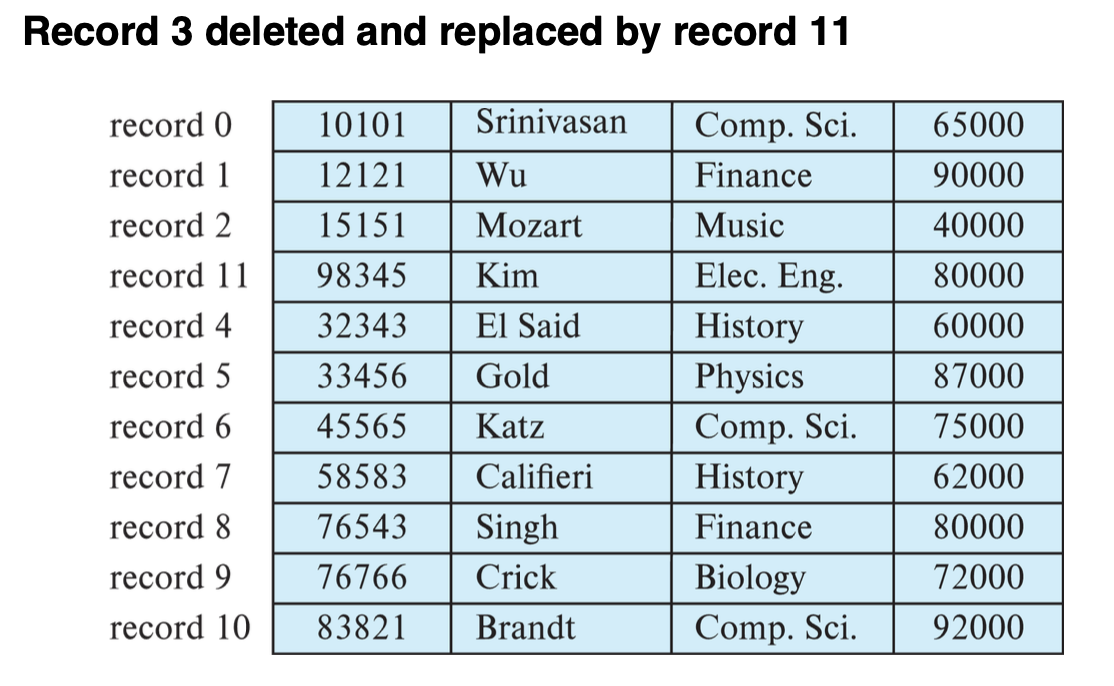 Record 3 deleted and replaced by record 11
record 0 10101 Srinivasan Comp. Sci. 65000
record 1 12121 Wu Finance 90000
record 2 15151 Mozart Music 40000
record 11 98345 Kim Elec. Eng. 80000
record 4 32343 El Said History 60000
record 5 33456 Gold Physics 87000
record 6 45565 Katz Comp. Sci. 75000
record 7 58583 Califieri History 62000
record 8 76543 Singh Finance 80000
record 9 76766 Crick Biology 72000
record 10 83821 Brandt Comp. Sci. 92000